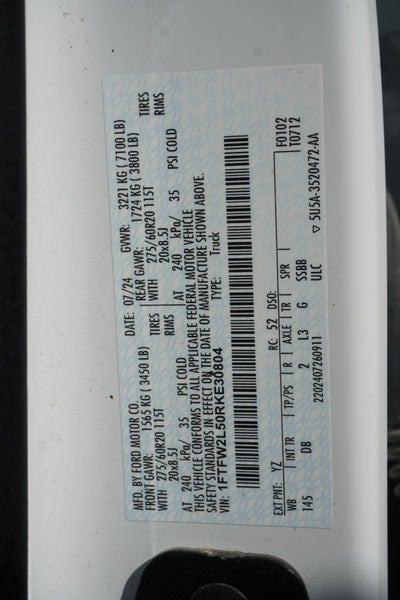 MFD. BY FORD MOTOR CO.
DATE: 07/24
GVWR: 3221 KG ( 7100 LB)
FRONT GAWR: 1565 KG ( 3450 LB)
REAR GAWR: 1724 KG ( 3800 LB)
WITH 275/60R20 115T TIRES
WITH 275/60R20 115T TIRES
20x8.5J RIMS
20x8.5J RIMS
AT 240 kPa/ 35 PSI COLD
AT 240 kPa/ 35 PSI COLD
THIS VEHICLE CONFORMS TO ALL APPLICABLE FEDERAL MOTOR VEHICLE
SAFETY STANDARDS IN EFFECT ON THE DATE OF MANUFACTURE SHOWN ABOVE.
VIN: 1FTFW2L50RKE30804
TYPE: Truck
F0102
T0712
EXT PNT: YZ RC: 52 DSO:
WB INT TR TP/PS R AXLE TR SPR
145 DB 2 L3 G SSBB
ULC
2202407260911
▽ 5U5A-3520472-AA